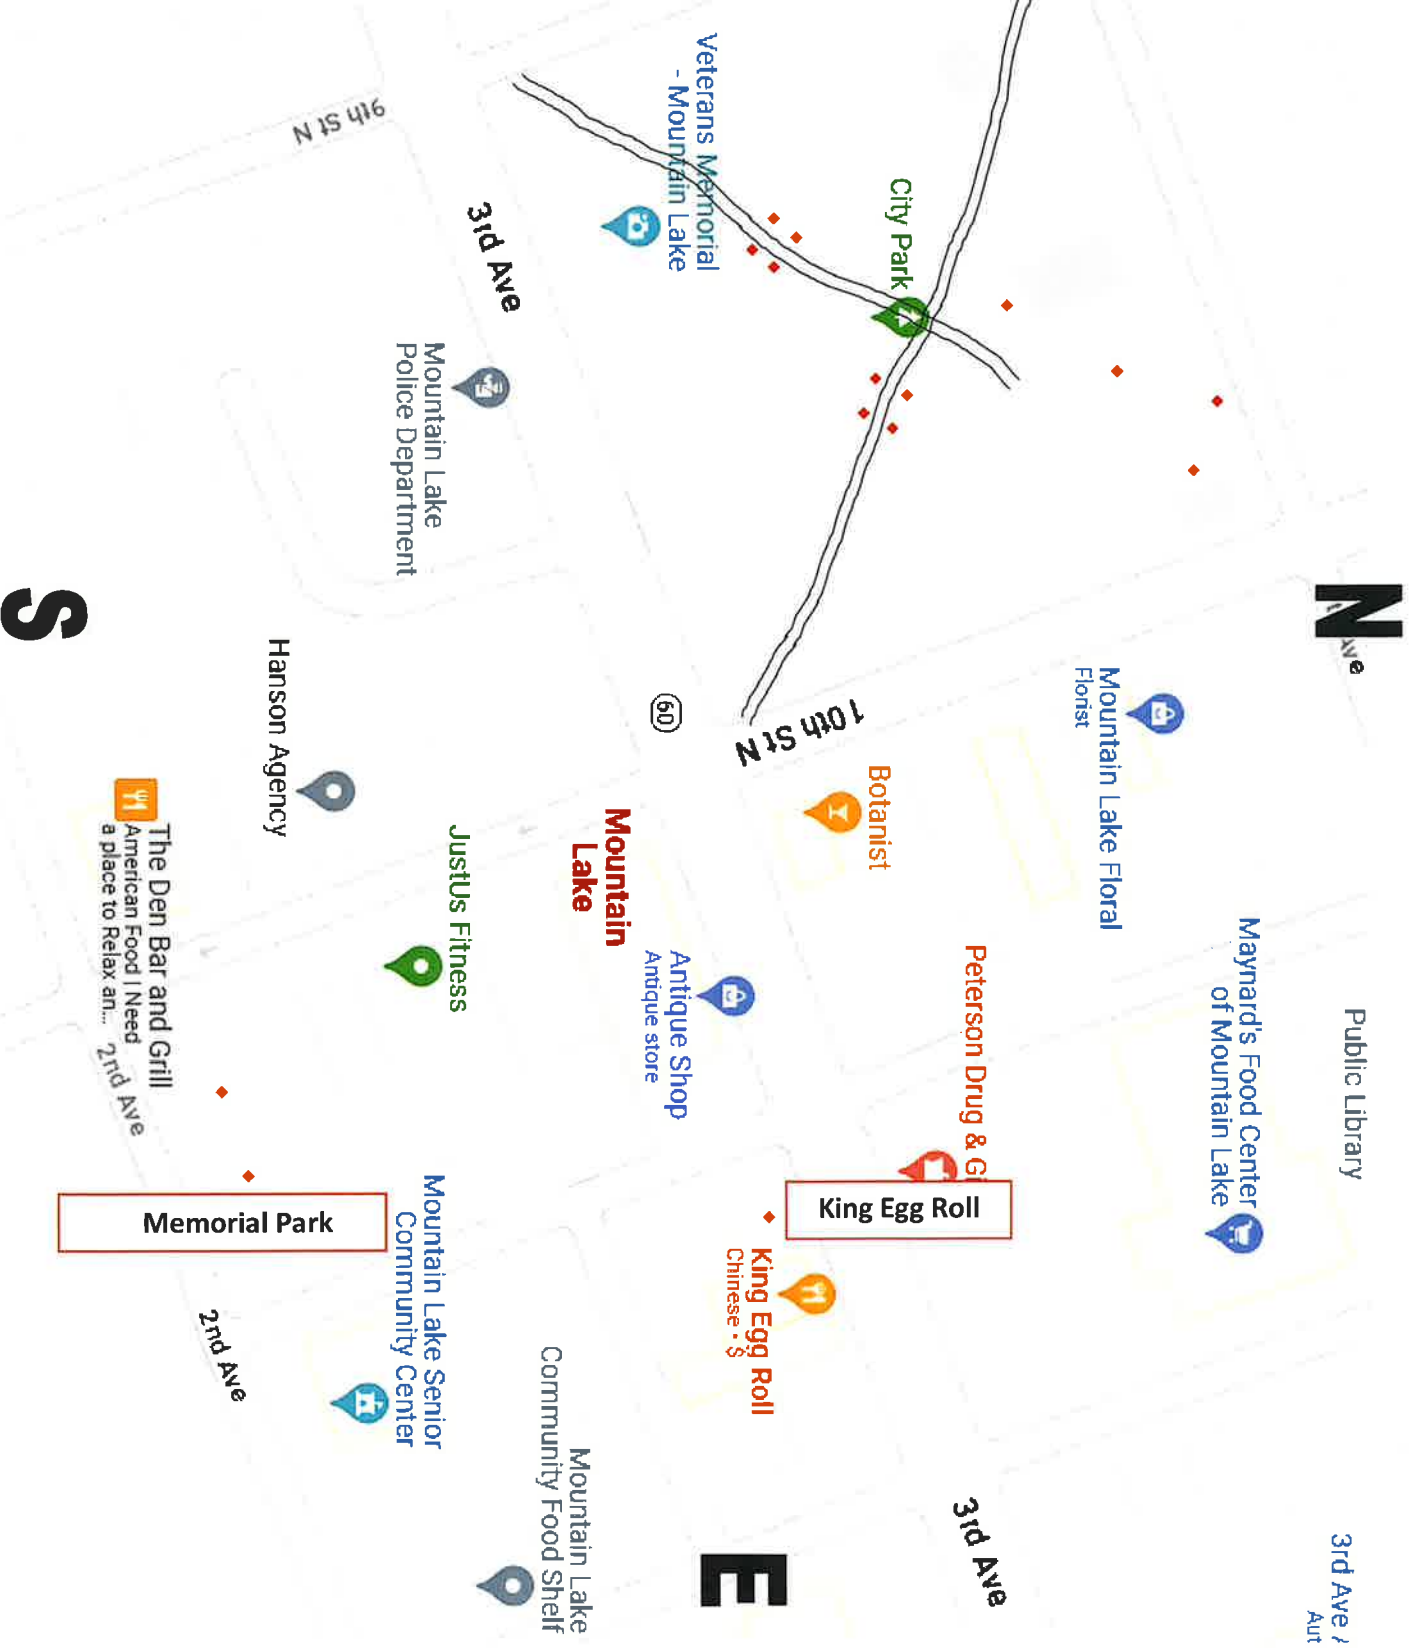 N
t
Ave
Public Library
3rd Ave
Aut
Maynard's Food Center
of Mountain Lake
Mountain Lake Floral
Florist
Peterson Drug & Gi
King Egg Roll
3rd Ave
City Park
Botanist
10th St N
King Egg Roll
Chinese · $
E
Veterans Memorial
- Mountain Lake
60
Antique Shop
Antique store
Mountain
Lake
Mountain Lake
Community Food Shelf
3rd Ave
Mountain Lake
Police Department
JustUs Fitness
Mountain Lake Senior
Community Center
9th St N
Hanson Agency
Memorial Park
2nd Ave
The Den Bar and Grill
American Food | Need
a place to Relax an...
2nd Ave
S